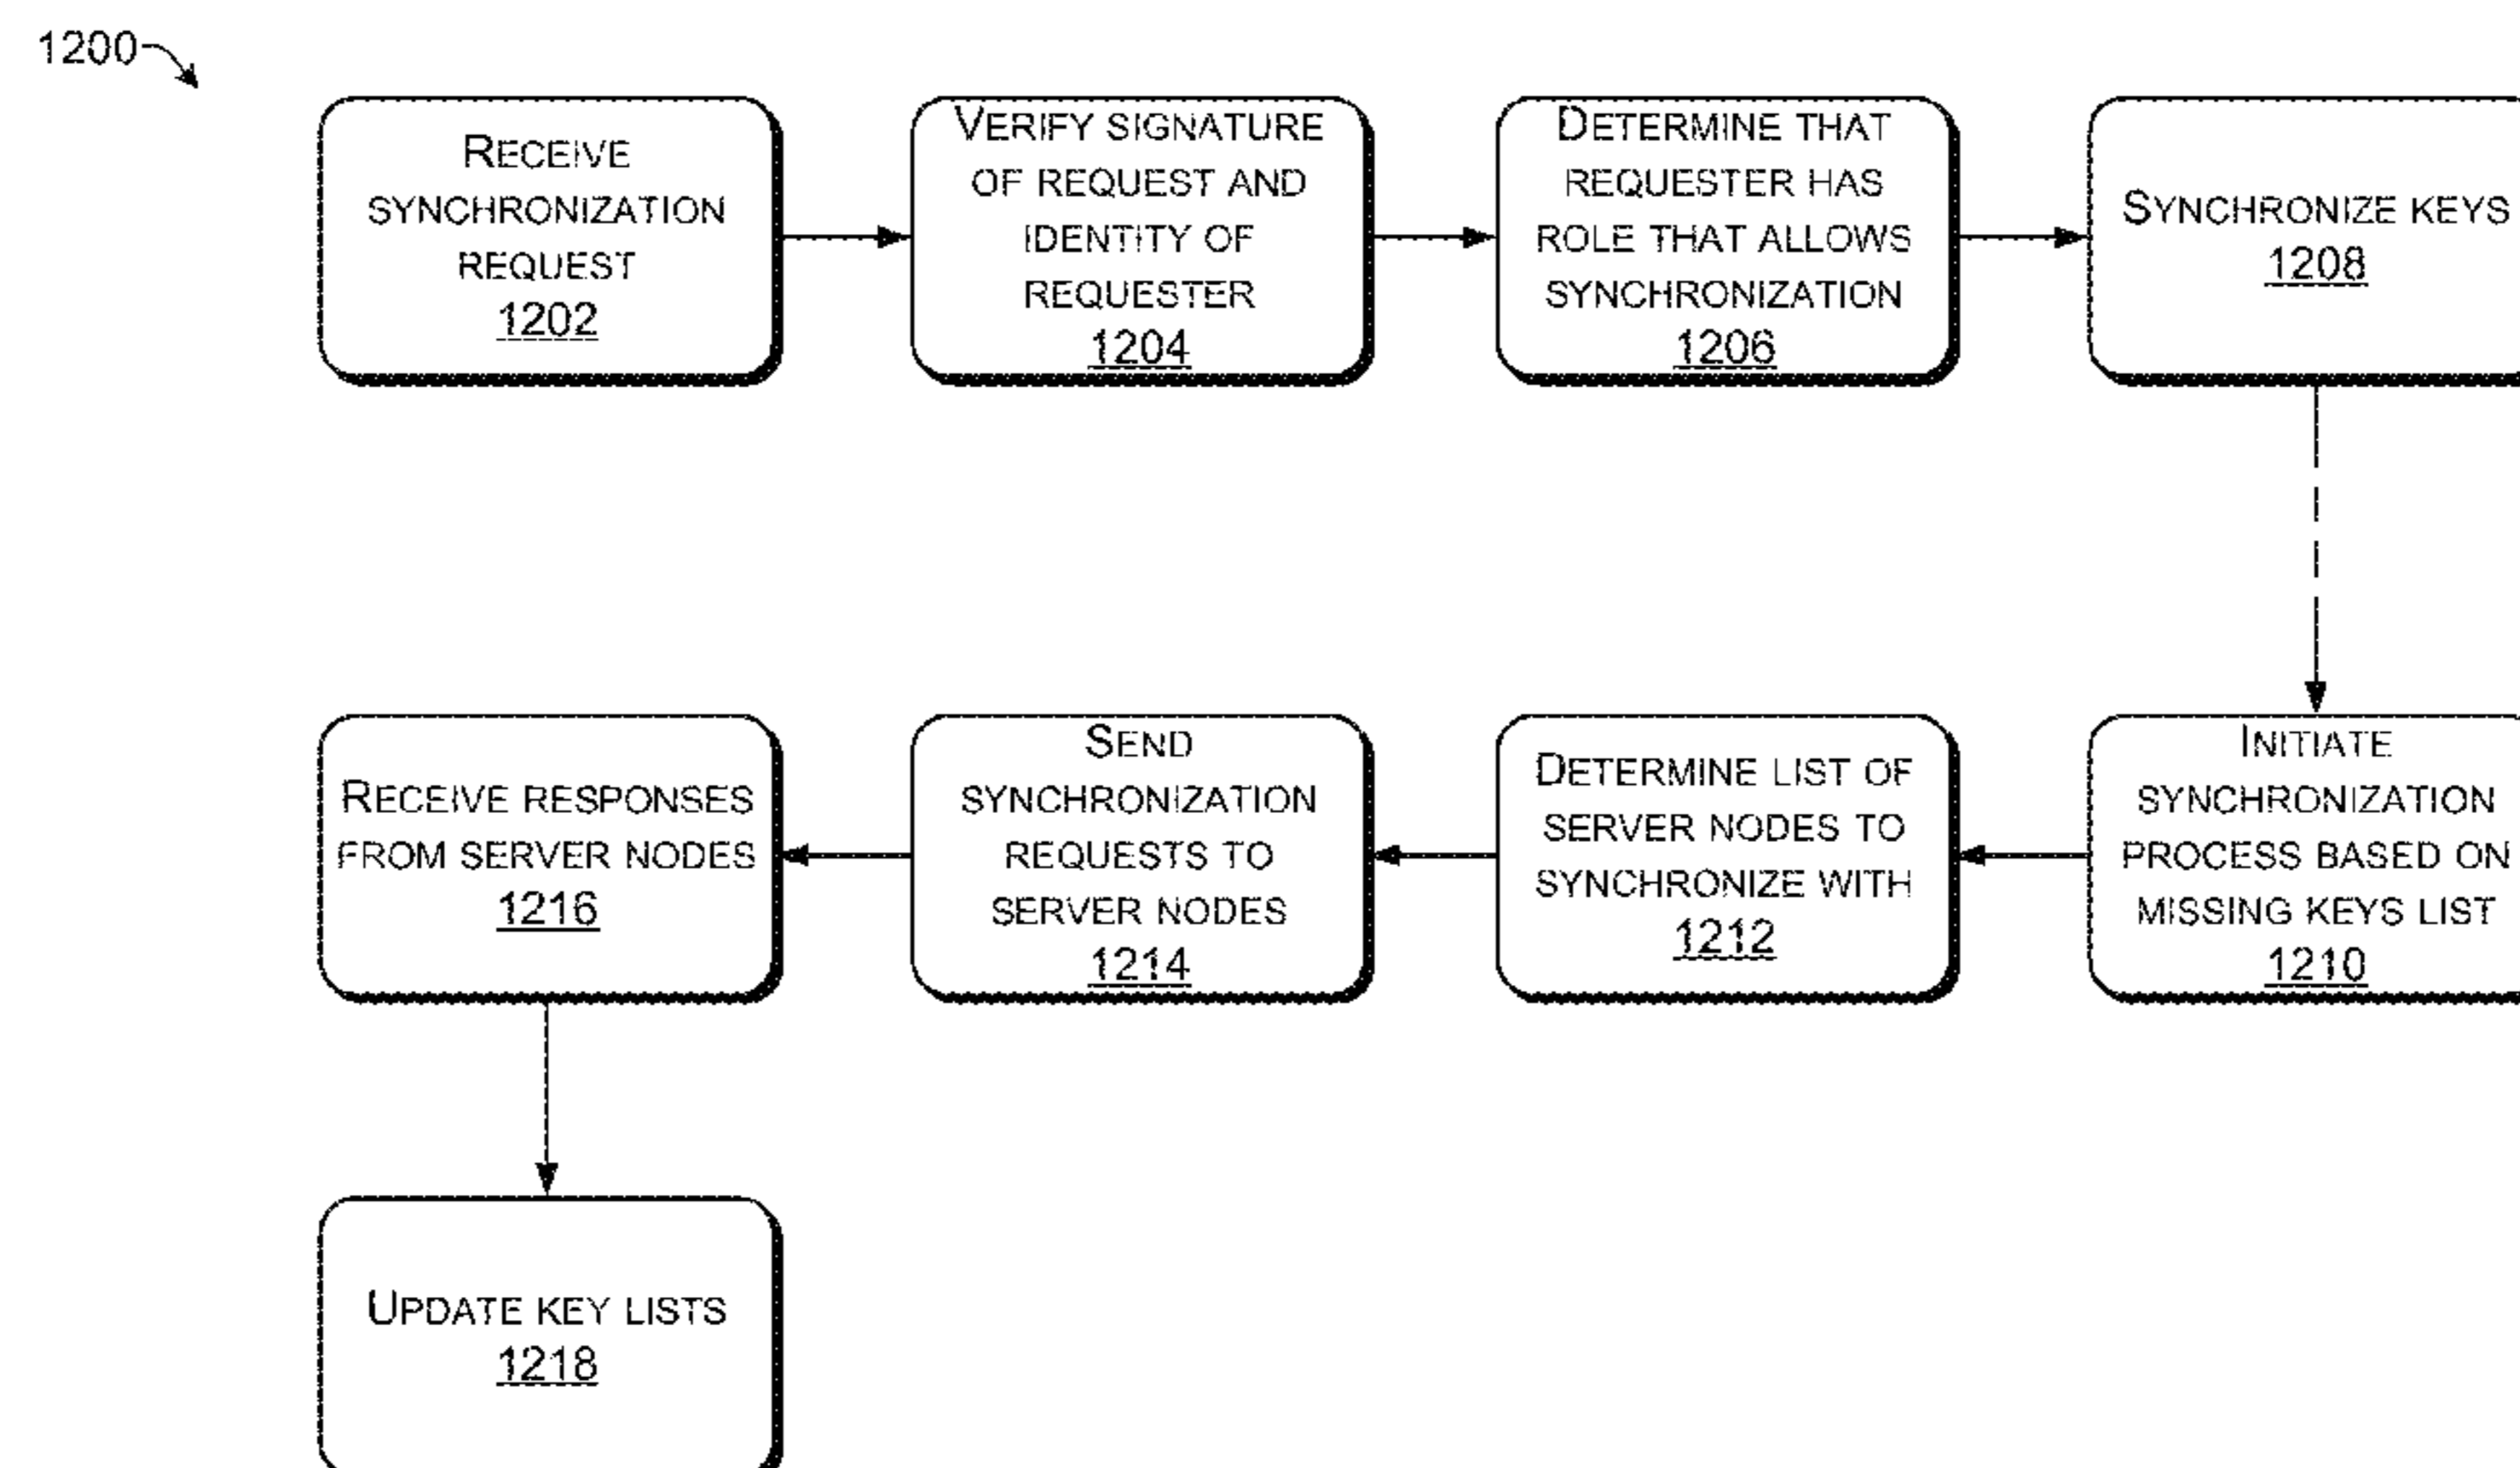 1200
RECEIVE
SYNCHRONIZATION
REQUEST
1202
VERIFY SIGNATURE
OF REQUEST AND
IDENTITY OF
REQUESTER
1204
DETERMINE THAT
REQUESTER HAS
ROLE THAT ALLOWS
SYNCHRONIZATION
1206
SYNCHRONIZE KEYS
1208
INITIATE
SYNCHRONIZATION
PROCESS BASED ON
MISSING KEYS LIST
1210
DETERMINE LIST OF
SERVER NODES TO
SYNCHRONIZE WITH
1212
SEND
SYNCHRONIZATION
REQUESTS TO
SERVER NODES
1214
RECEIVE RESPONSES
FROM SERVER NODES
1216
UPDATE KEY LISTS
1218